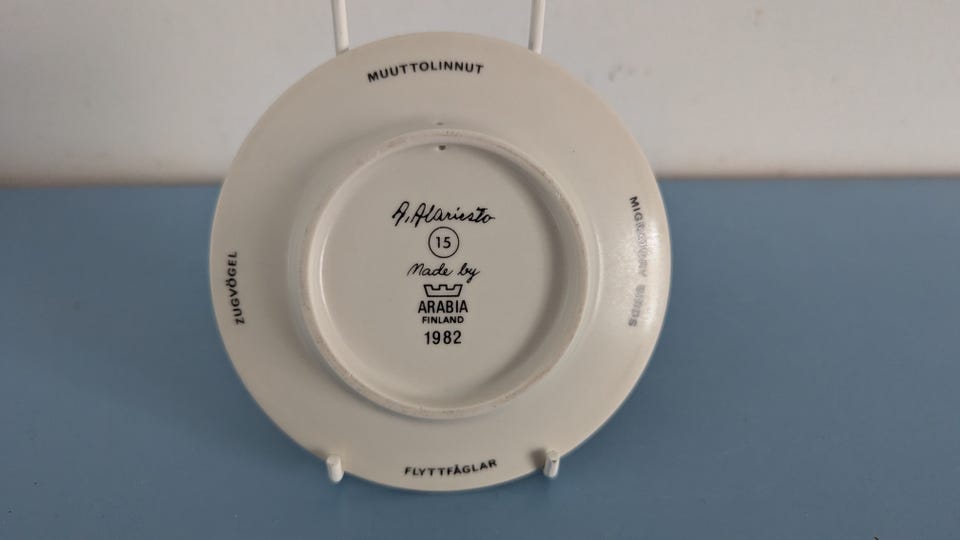 MUUTTOLINNUT
A. Alariesto
15
Made by
ARABIA
FINLAND
1982
ZUGVÖGEL
MIGRATORY BIRDS
FLYTTFÅGLAR